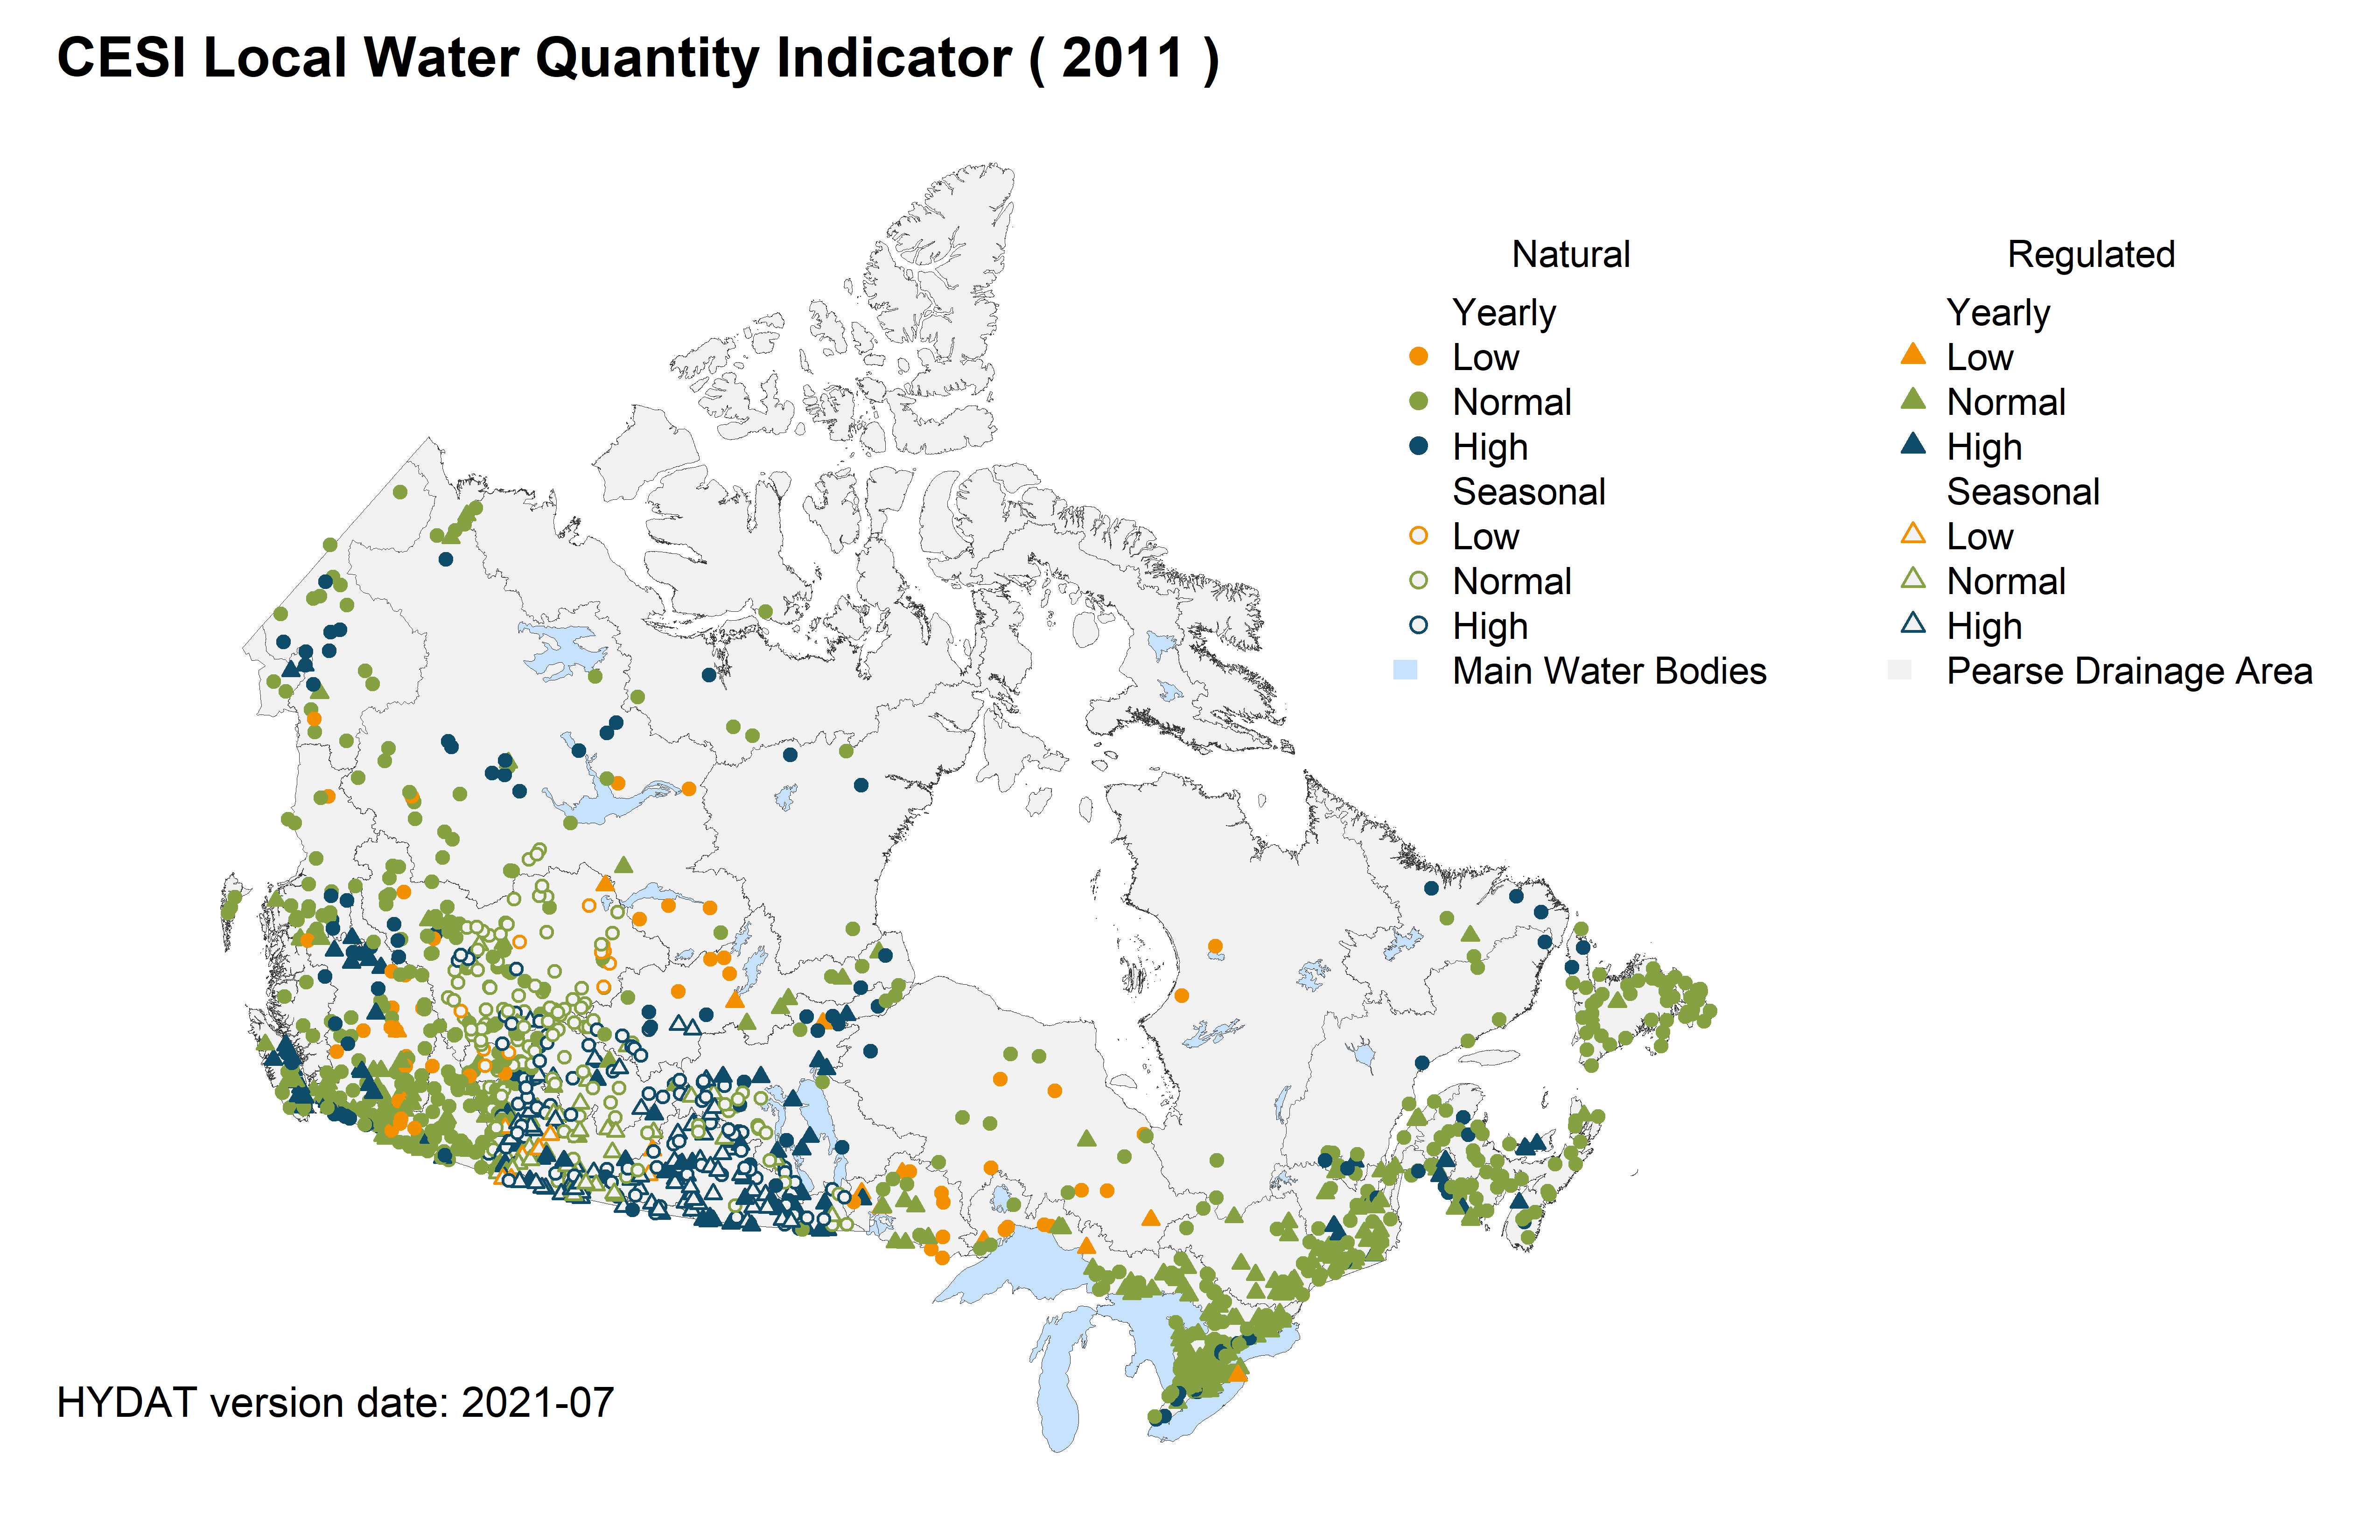 CESI Local Water Quantity Indicator ( 2011 )
Natural
Yearly
Low
Normal
High
Seasonal
Low
Normal
High
Main Water Bodies
Regulated
Yearly
Low
Normal
High
Seasonal
Low
Normal
High
Pearse Drainage Area
HYDAT version date: 2021-07